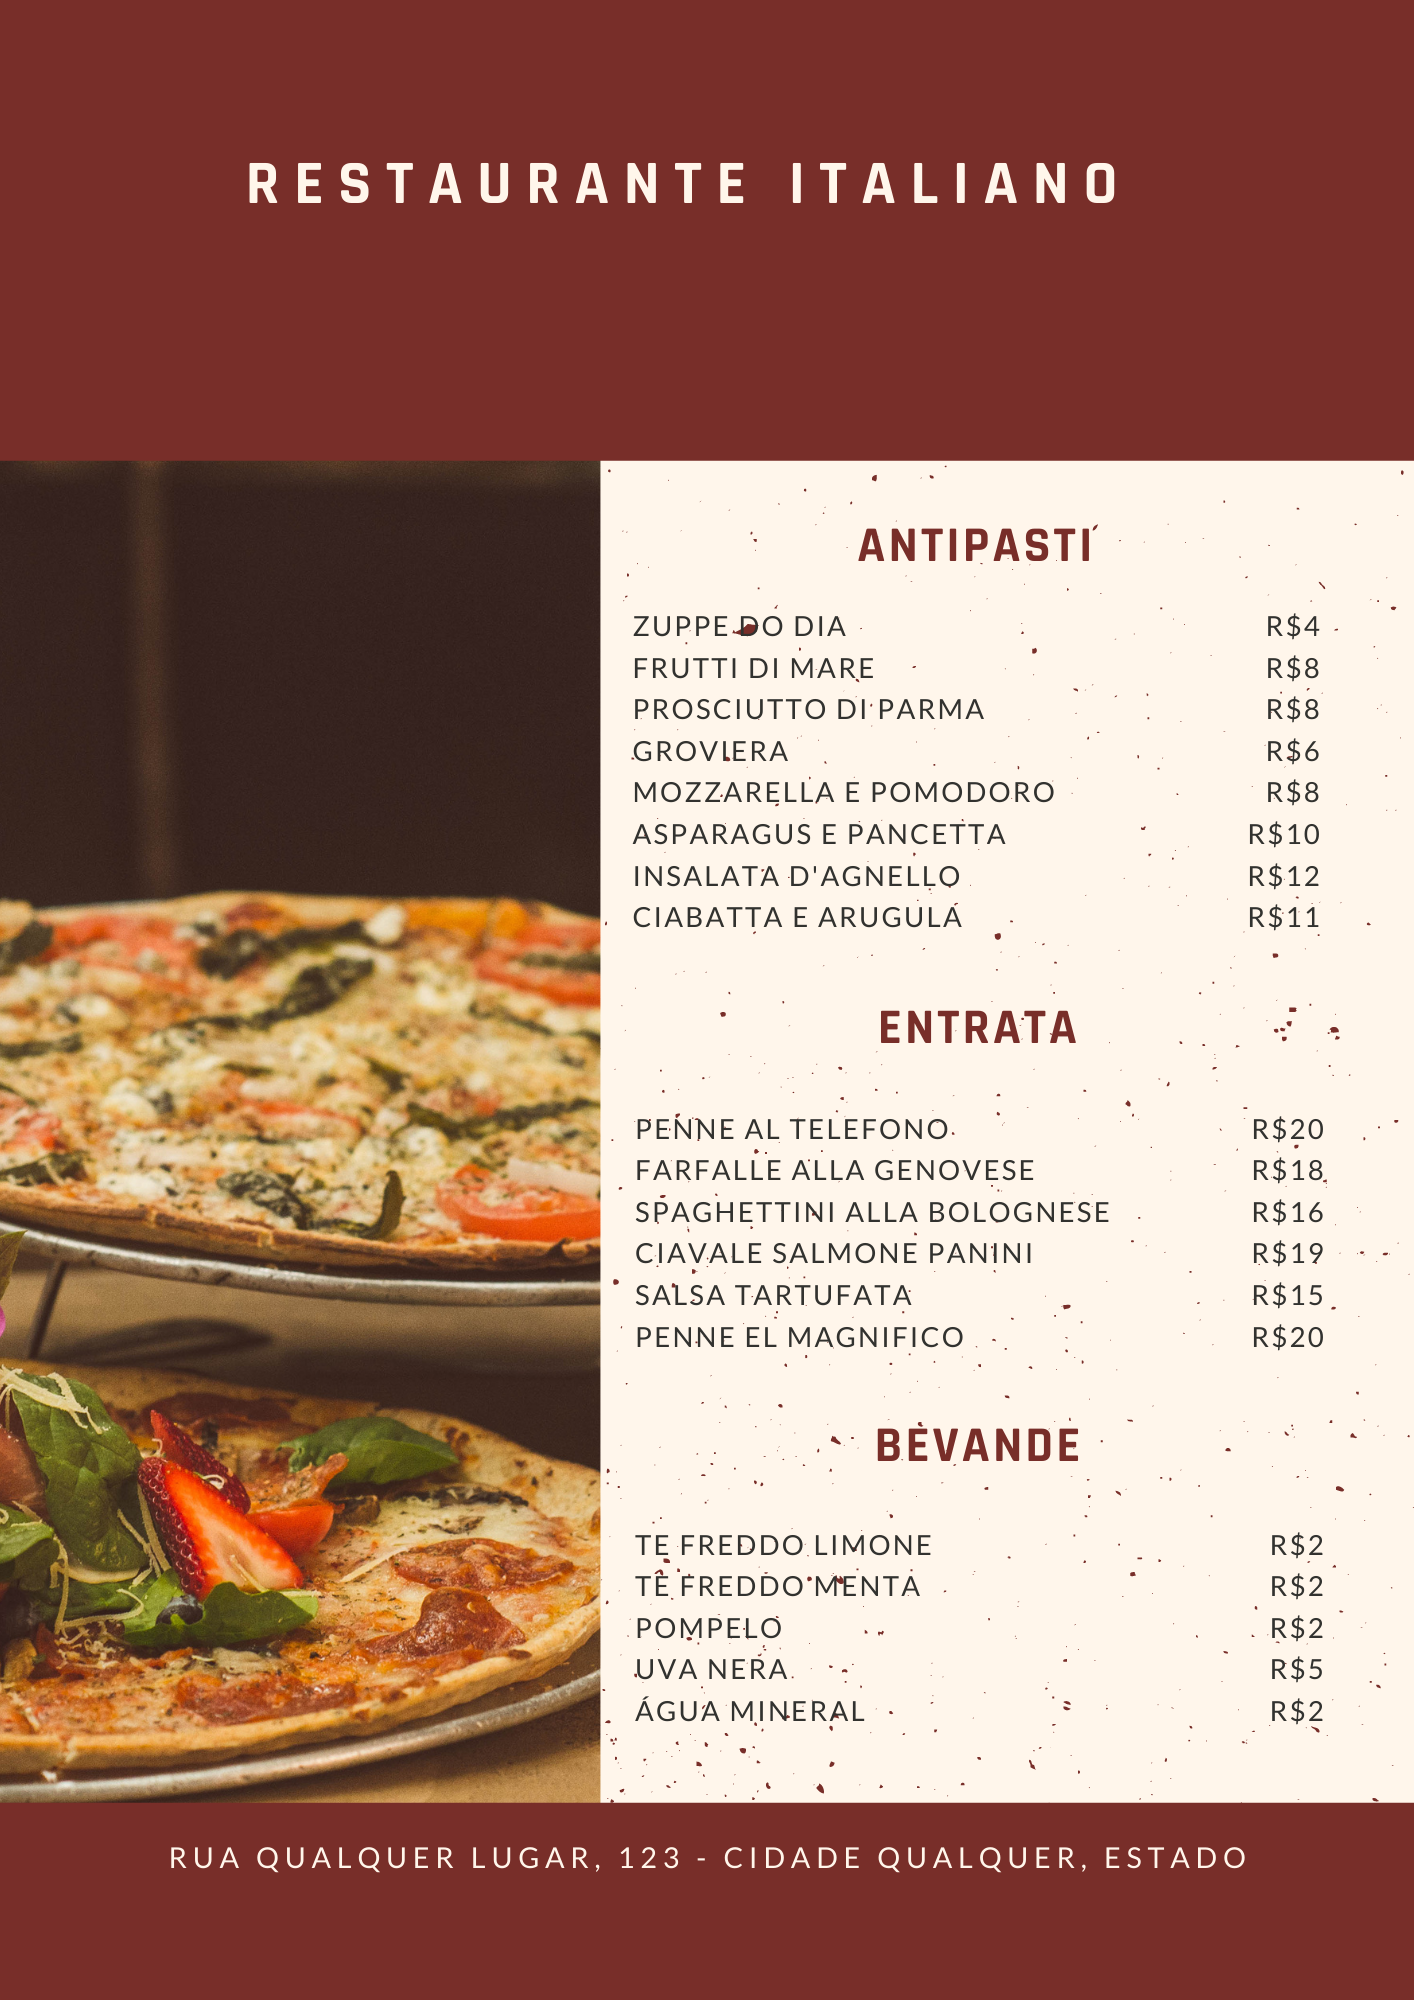 RESTAURANTE ITALIANO
ANTIPASTI
ZUPPE DO DIA R$4
FRUTTI DI MARE R$8
PROSCIUTTO DI PARMA R$8
GROVIERA R$6
MOZZARELLA E POMODORO R$8
ASPARAGUS E PANCETTA R$10
INSALATA D'AGNELLO R$12
CIABATTA E ARUGULA R$11
ENTRATA
PENNE AL TELEFONO R$20
FARFALLE ALLA GENOVESE R$18
SPAGHETTINI ALLA BOLOGNESE R$16
CIAVALE SALMONE PANINI R$19
SALSA TARTUFATA R$15
PENNE EL MAGNIFICO R$20
BEVANDE
TE FREDDO LIMONE R$2
TE FREDDO MENTA R$2
POMPELO R$2
UVA NERA R$5
ÁGUA MINERAL R$2
RUA QUALQUER LUGAR, 123 - CIDADE QUALQUER, ESTADO